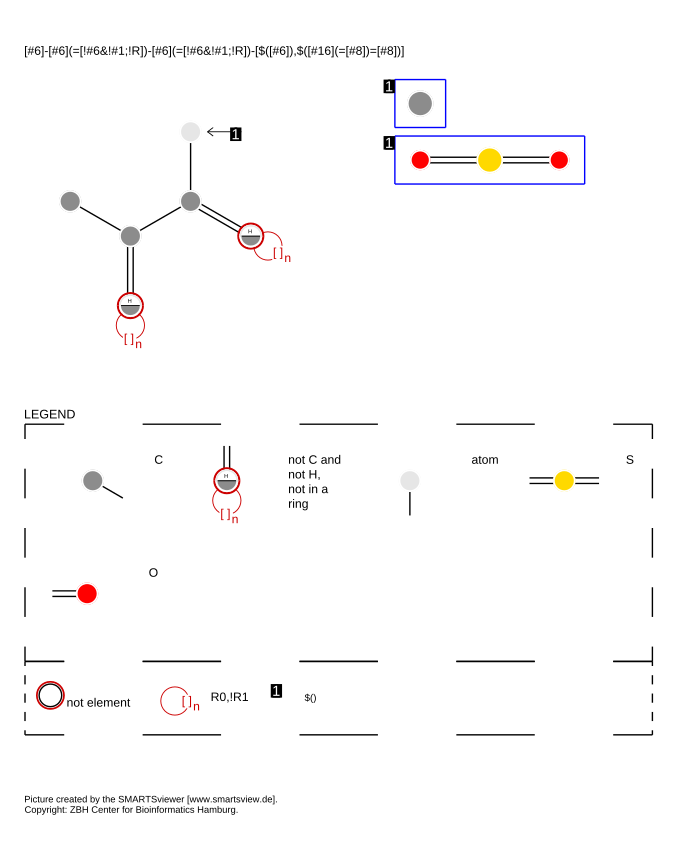 [#6]-[#6](=[!#6&!#1;!R])-[#6](=[!#6&!#1;!R])-[$([#6]),$([#16](=[#8])=[#8])]
1
1
1
H
[ ]n
H
[ ]n
LEGEND
C
H
[ ]n
not C and
not H,
not in a
ring
atom
S
O
not element
[ ]n
R0,!R1
1
$()
Picture created by the SMARTSviewer [www.smartsview.de].
Copyright: ZBH Center for Bioinformatics Hamburg.